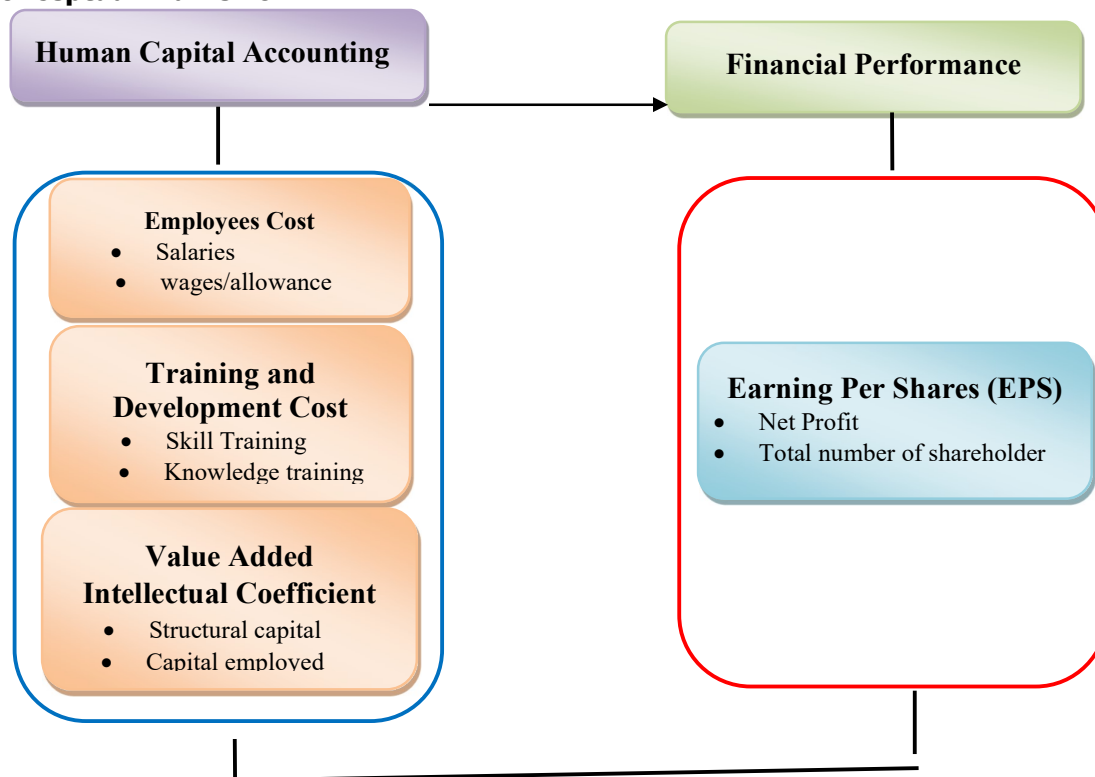 Human Capital Accounting
Financial Performance
Employees Cost
• Salaries
• wages/allowance
Training and
Development Cost
• Skill Training
• Knowledge training
Value Added
Intellectual Coefficient
• Structural capital
• Capital employed
Earning Per Shares (EPS)
• Net Profit
• Total number of shareholder